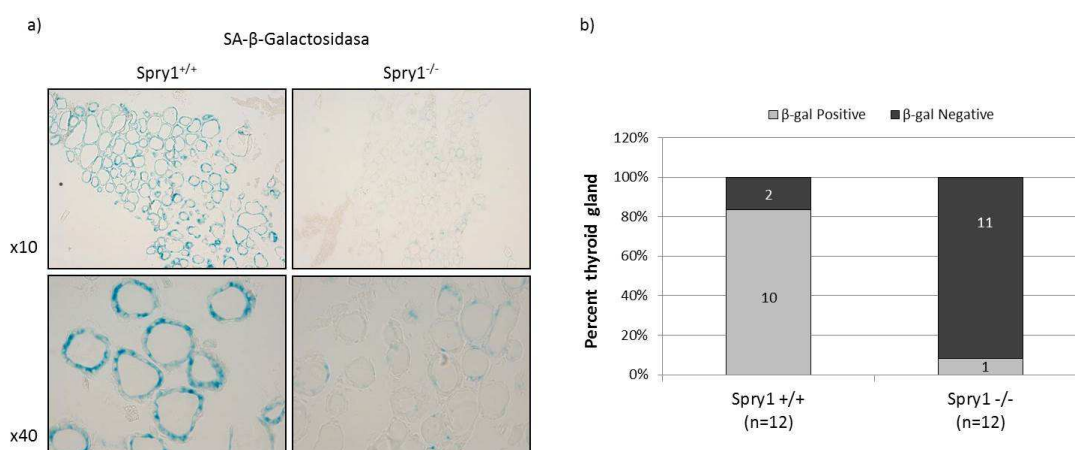 a)
SA-β-Galactosidasa
Spry1+/+
Spry1-/-
x10
x40
b)
β-gal Positive
β-gal Negative
Percent thyroid gland
120%
100%
80%
60%
40%
20%
0%
2
10
11
1
Spry1 +/+
(n=12)
Spry1 -/-
(n=12)